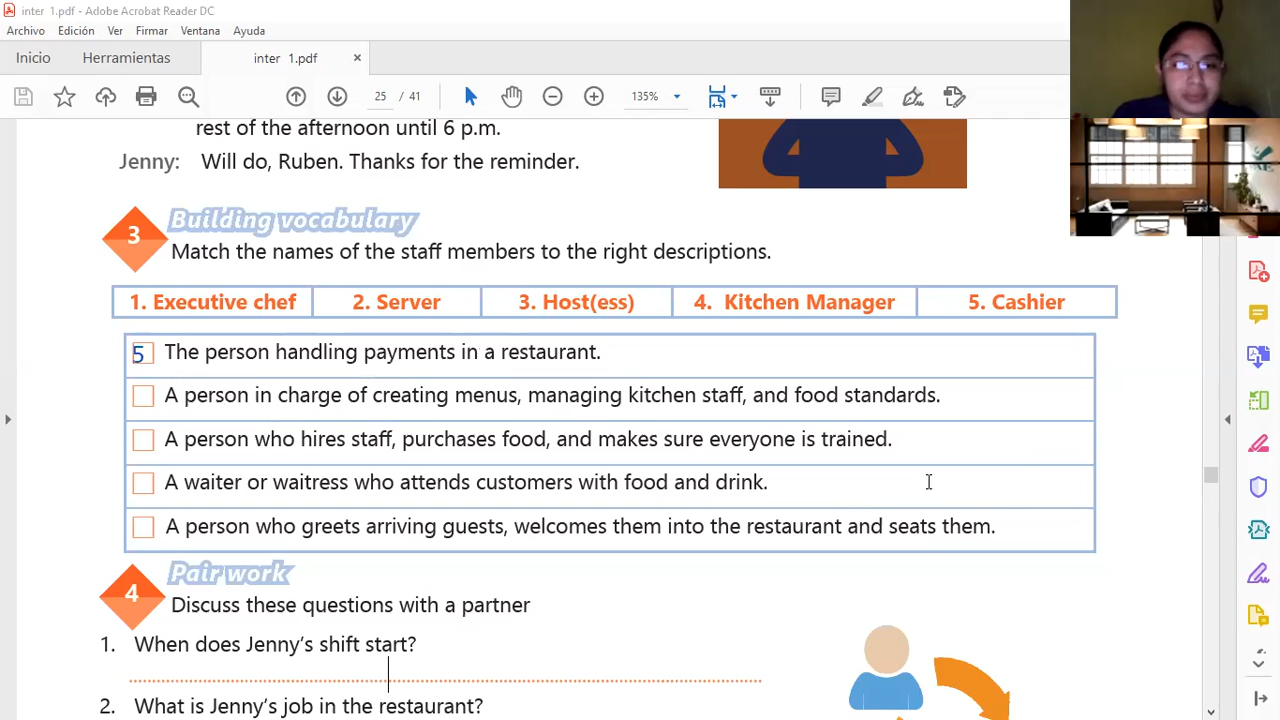 inter 1.pdf - Adobe Acrobat Reader DC
Archivo Edición Ver Firmar Ventana Ayuda
Inicio Herramientas inter 1.pdf ×
25 / 41 135%
rest of the afternoon until 6 p.m.
Jenny: Will do, Ruben. Thanks for the reminder.
3 Building vocabulary
Match the names of the staff members to the right descriptions.
1. Executive chef 2. Server 3. Host(ess) 4. Kitchen Manager 5. Cashier
5 The person handling payments in a restaurant.
A person in charge of creating menus, managing kitchen staff, and food standards.
A person who hires staff, purchases food, and makes sure everyone is trained.
A waiter or waitress who attends customers with food and drink.
A person who greets arriving guests, welcomes them into the restaurant and seats them.
4 Pair work
Discuss these questions with a partner
1. When does Jenny's shift start?
2. What is Jenny's job in the restaurant?